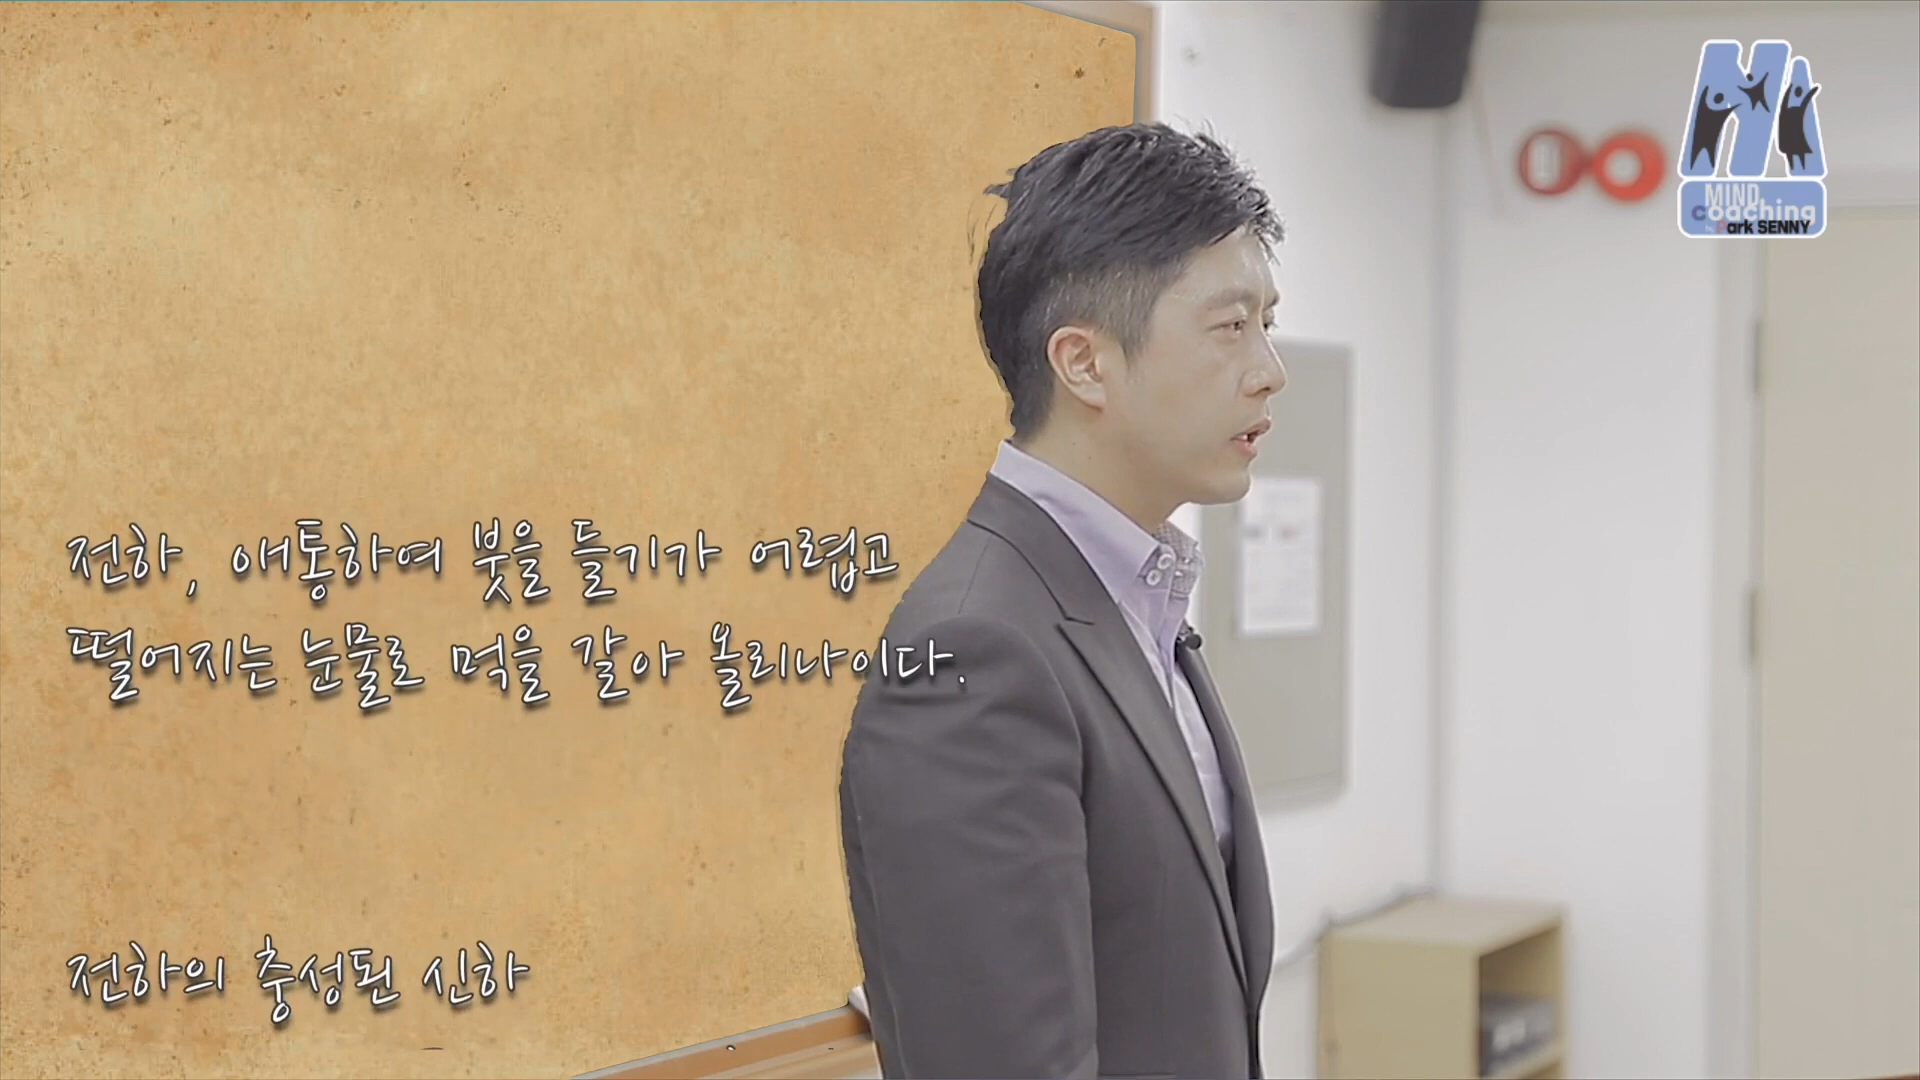 전하, 애통하여 붓을 들기가 어렵고
떨어지는 눈물로 먹을 갈아 올리나이다.
전하의 충성된 신하
MIND
coaching
by Park SENNY